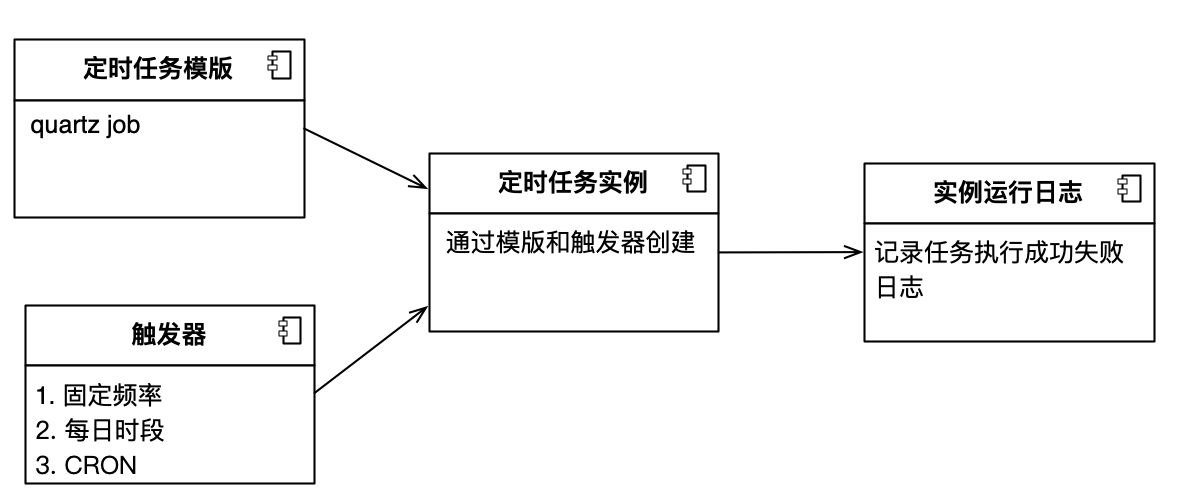 定时任务模版
quartz job
触发器
1. 固定频率
2. 每日时段
3. CRON
定时任务实例
通过模版和触发器创建
实例运行日志
记录任务执行成功失败
日志